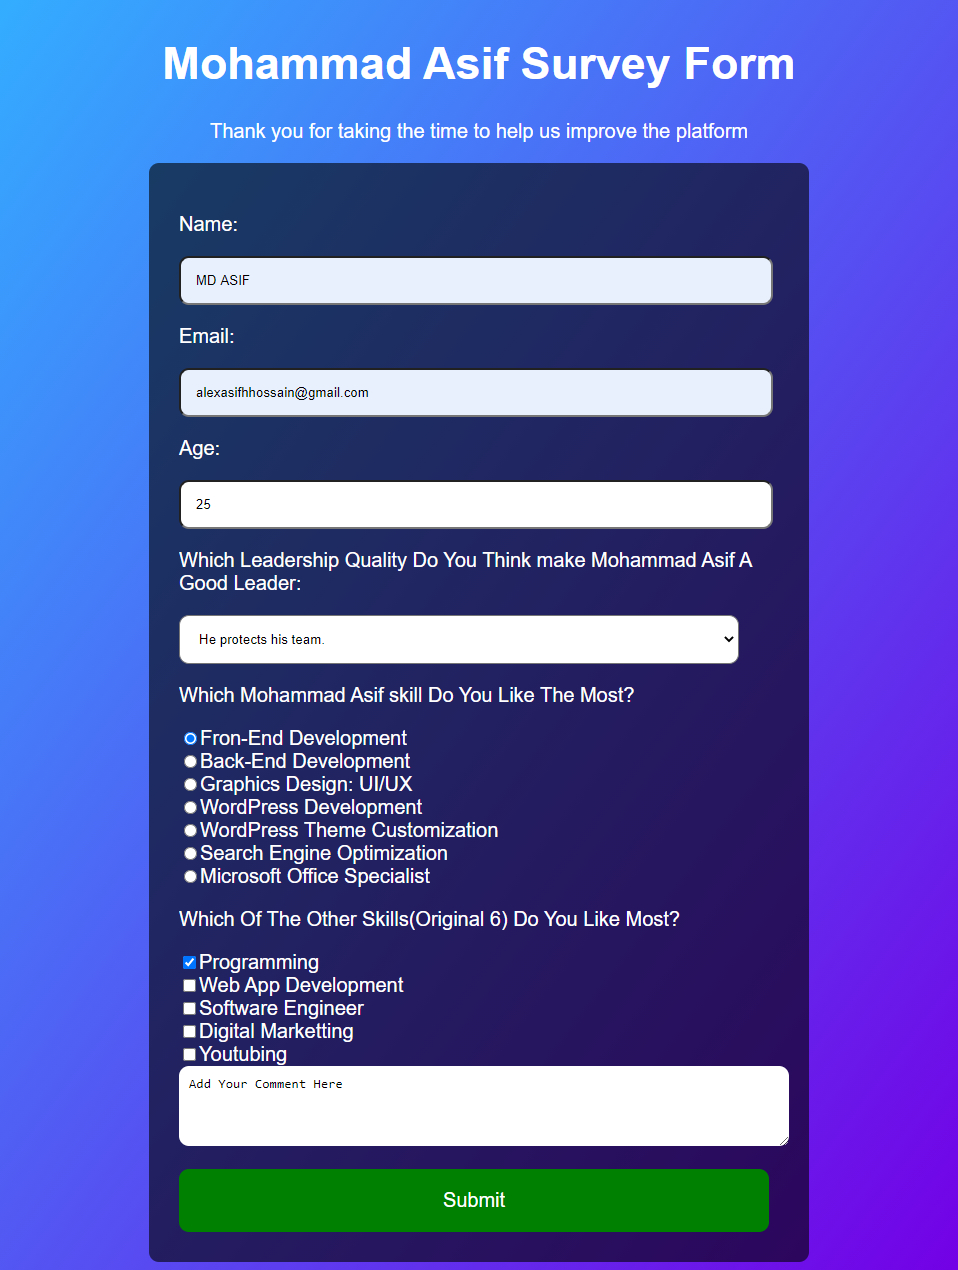 Mohammad Asif Survey Form
Thank you for taking the time to help us improve the platform
Name:
MD ASIF
Email:
alexasifhhossain@gmail.com
Age:
25
Which Leadership Quality Do You Think make Mohammad Asif A
Good Leader:
He protects his team.
Which Mohammad Asif skill Do You Like The Most?
Fron-End Development
Back-End Development
Graphics Design: UI/UX
WordPress Development
WordPress Theme Customization
Search Engine Optimization
Microsoft Office Specialist
Which Of The Other Skills(Original 6) Do You Like Most?
Programming
Web App Development
Software Engineer
Digital Marketting
Youtubing
Add Your Comment Here
Submit